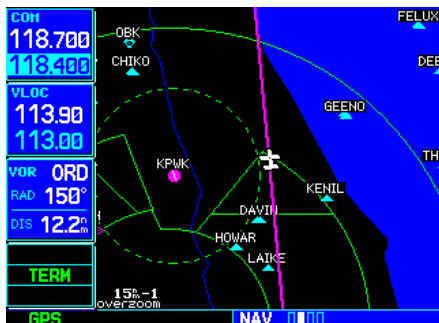 COM
118.700
118.400
VLOC
113.90
113.00
VOR ORD
RAD 150°
DIS 12.2nm
TERM
GPS
OBK
CHIKO
KPWK
FELUX
DEE
GEENO
TH
KENIL
DAVIN
HOWAR
LAIKE
H
15nm-1
overzoom
NAV